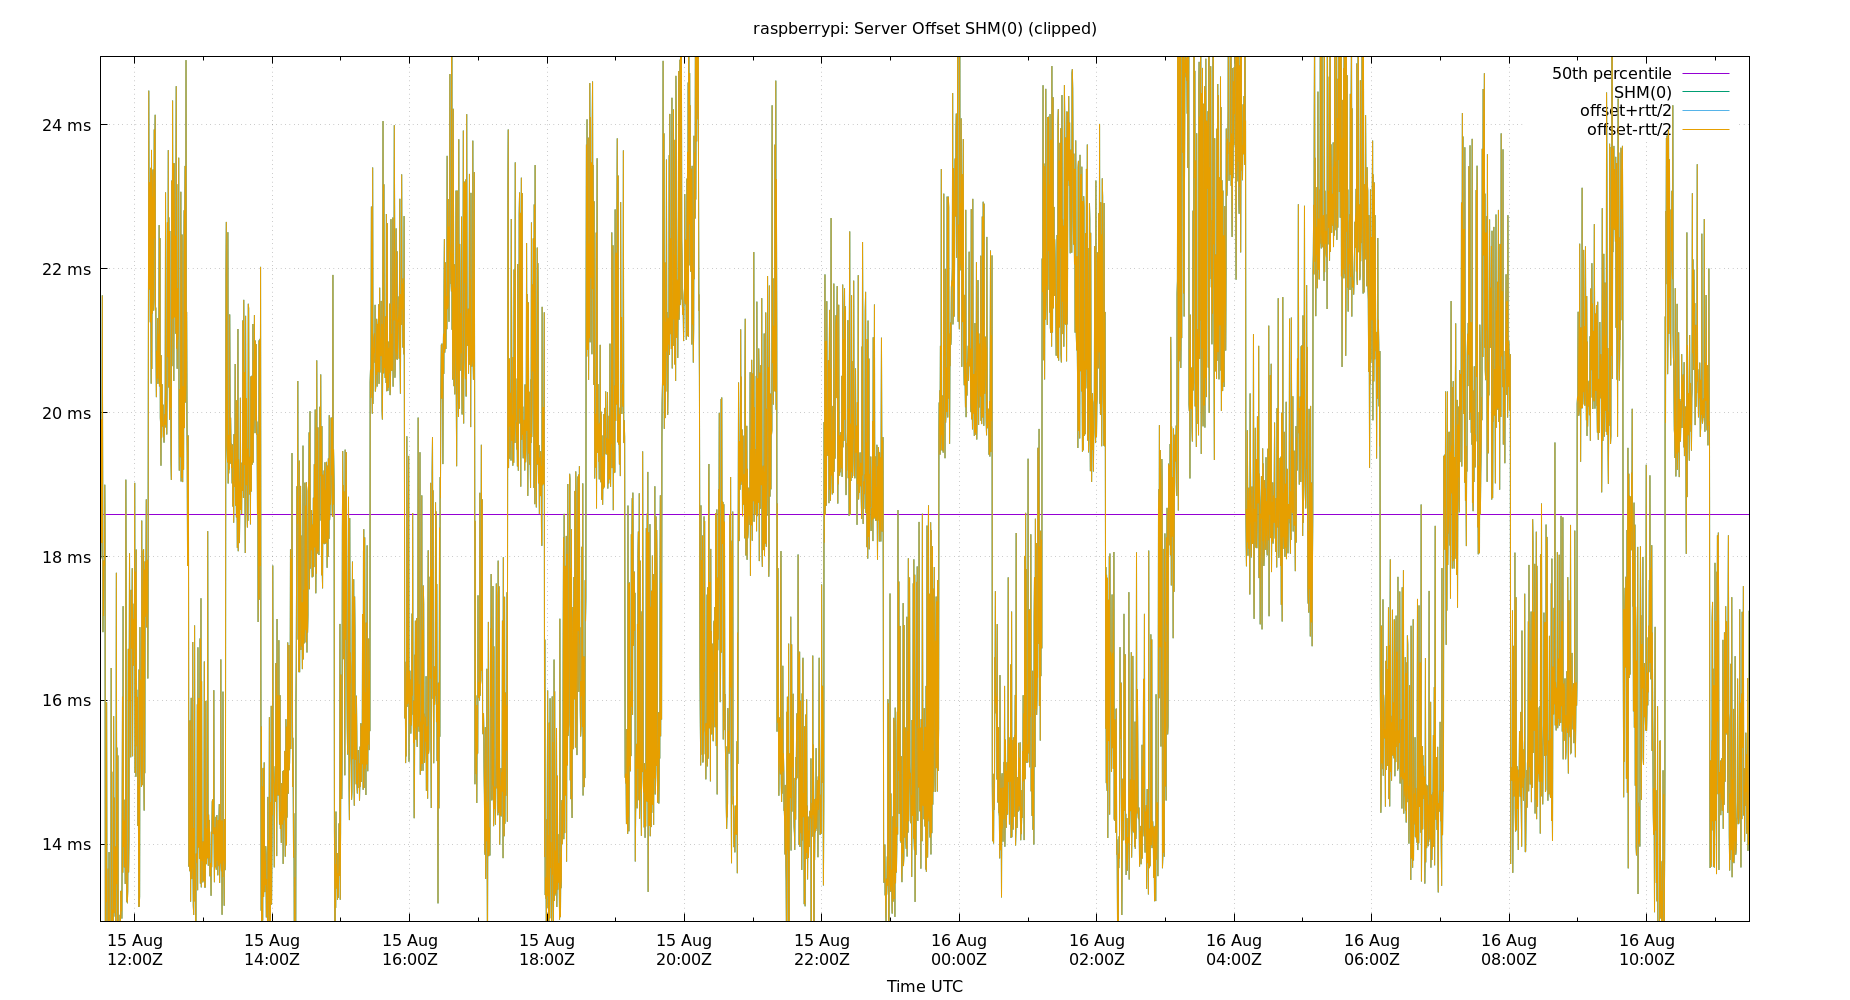 raspberrypi: Server Offset SHM(0) (clipped)
50th percentile
SHM(0)
offset+rtt/2
offset-rtt/2
24 ms
22 ms
20 ms
18 ms
16 ms
14 ms
15 Aug 15 Aug 15 Aug 15 Aug 15 Aug 15 Aug 16 Aug 16 Aug 16 Aug 16 Aug 16 Aug 16 Aug
12:00Z 14:00Z 16:00Z 18:00Z 20:00Z 22:00Z 00:00Z 02:00Z 04:00Z 06:00Z 08:00Z 10:00Z
Time UTC